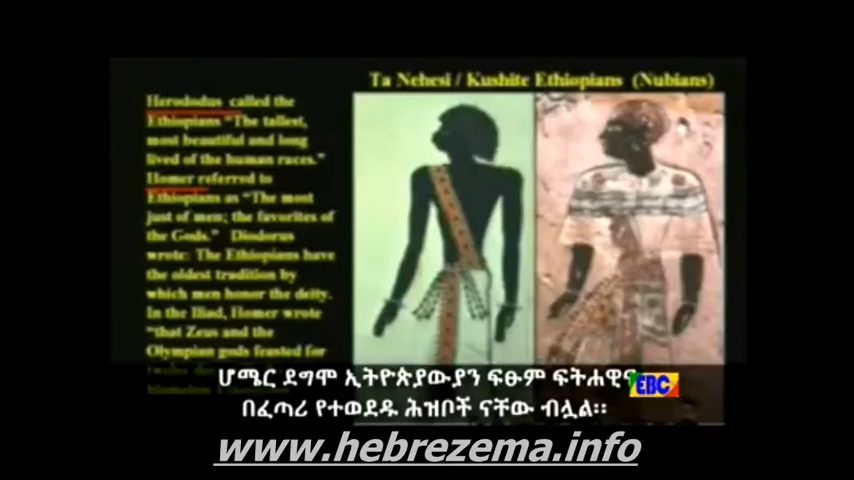 Ta Nehesi / Kushite Ethiopians (Nubians)
Herododus called the
Ethiopians "The tallest,
most beautiful and long
lived of the human races."
Homer referred to
Ethiopians as "The most
just of men; the favorites of
the Gods." Diodorus
wrote: The Ethiopians have
the oldest tradition by
which men honor the deity.
In the Iliad, Homer wrote
"that Zeus and the
Olympian gods feasted for
ሆሜር ደግሞ ኢትዮጵያውያን ፍፁም ፍትሐዊና
EBC
በፈጣሪ የተወደዱ ሕዝቦች ናቸው ብሏል።
www.hebrezema.info